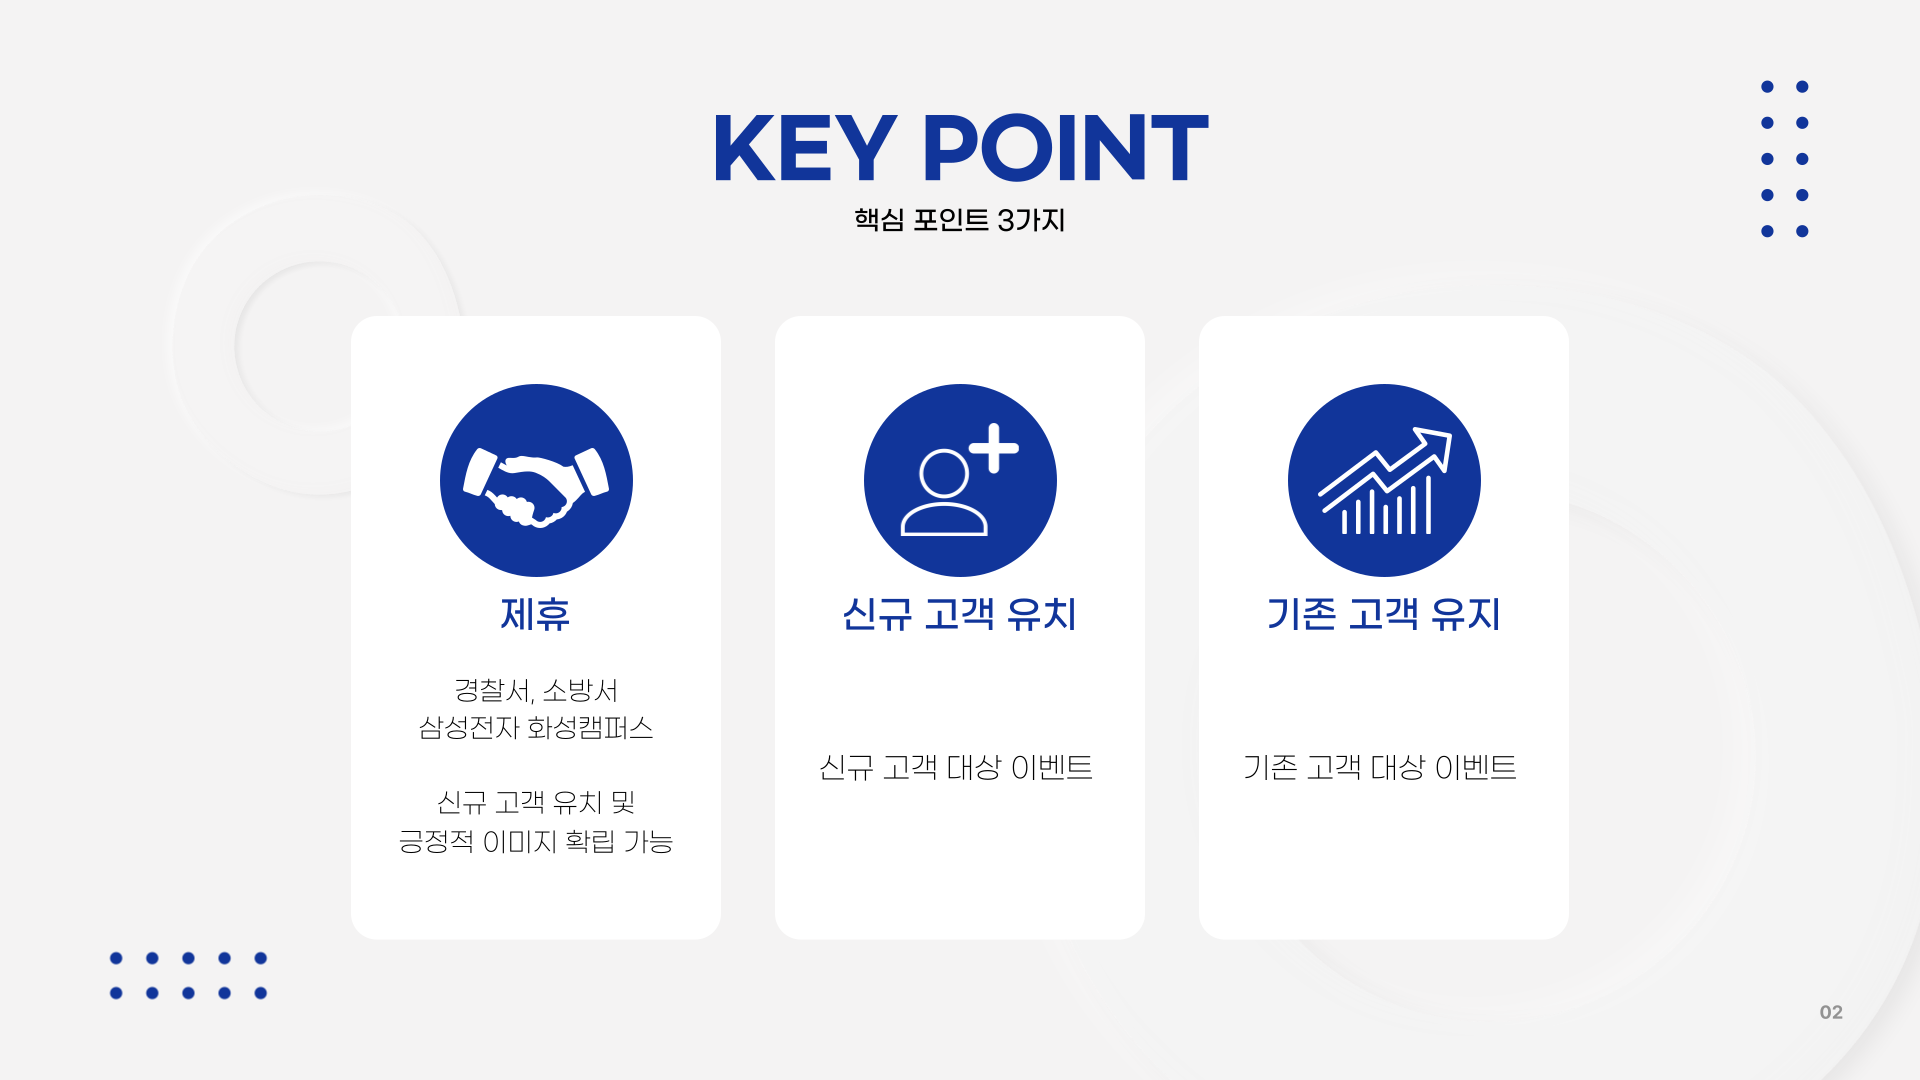 KEY POINT
핵심 포인트 3가지
제휴
경찰서, 소방서
삼성전자 화성캠퍼스
신규 고객 유치 및
긍정적 이미지 확립 가능
신규 고객 유치
신규 고객 대상 이벤트
기존 고객 유지
기존 고객 대상 이벤트
02